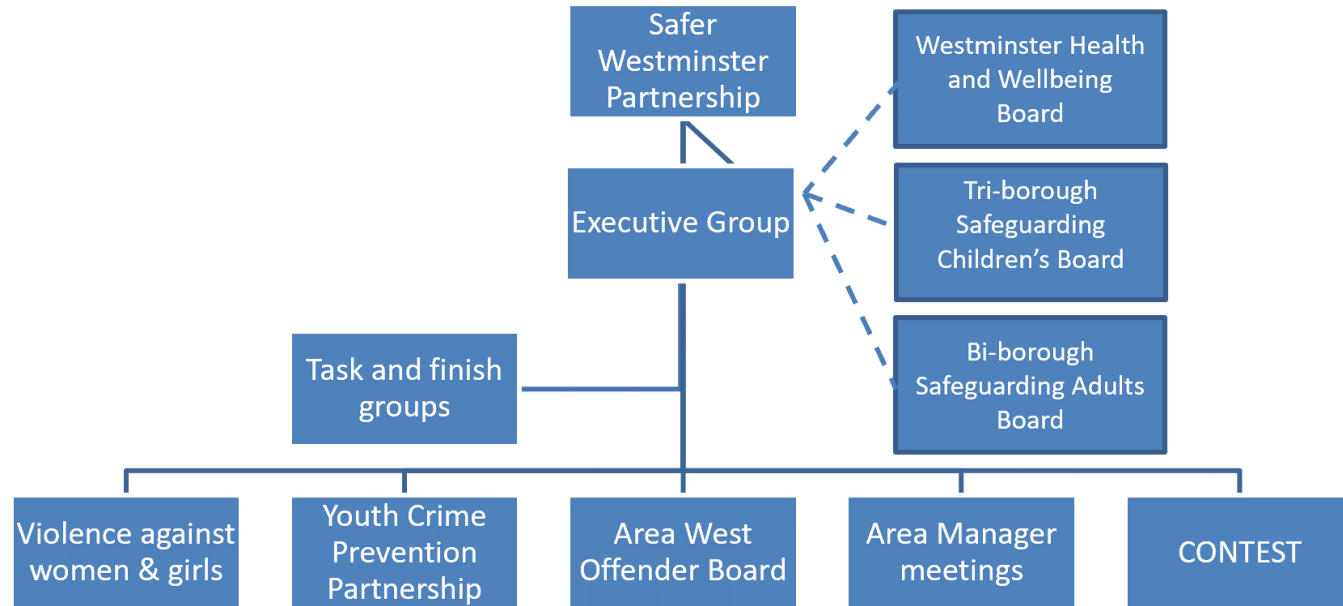 Safer
Westminster
Partnership
Westminster Health
and Wellbeing
Board
Executive Group
Tri-borough
Safeguarding
Children’s Board
Task and finish
groups
Bi-borough
Safeguarding Adults
Board
Violence against
women & girls
Youth Crime
Prevention
Partnership
Area West
Offender Board
Area Manager
meetings
CONTEST